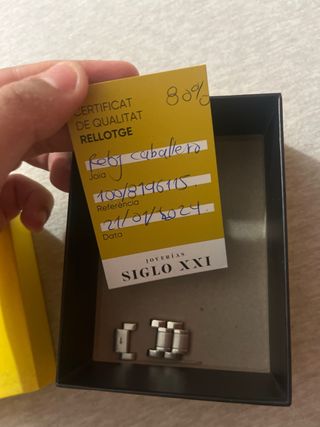 CERTIFICAT
DE QUALITAT
RELLOTGE
80%
Reloj caballero
Joia
100/8196115.
Referència
21/01/2024.
Data
JOYERÍAS
SIGLO XXI